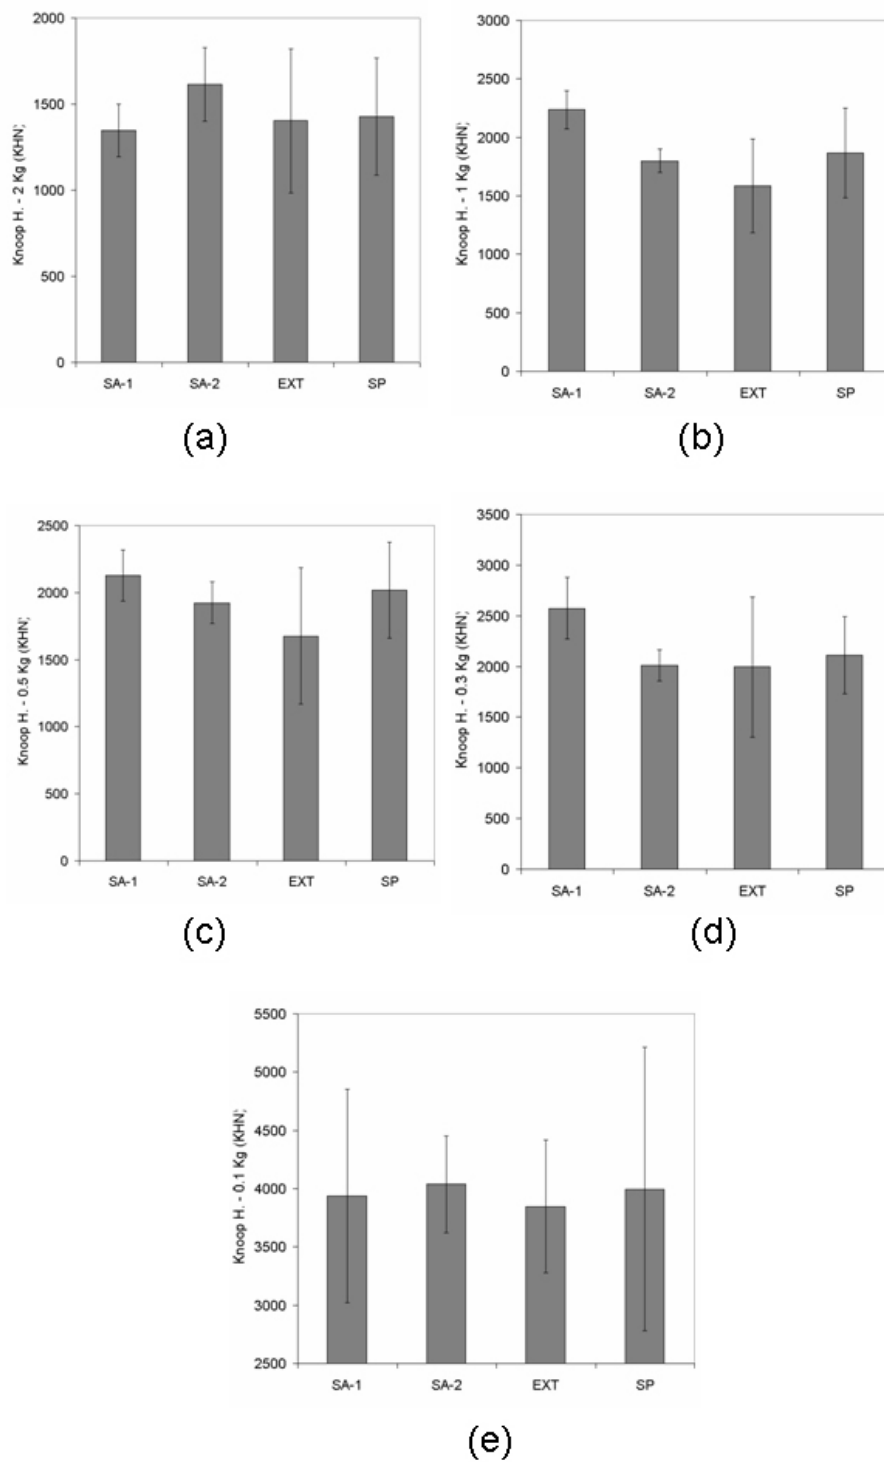 2000
1500
1000
500
0
Knoop H. - 2 Kg (KHN;
SA-1 SA-2 EXT SP
(a)
3000
2500
2000
1500
1000
500
0
Knoop H. - 1 Kg (KHN;
SA-1 SA-2 EXT SP
(b)
2500
2000
1500
1000
500
0
Knoop H. - 0.5 Kg (KHN;
SA-1 SA-2 EXT SP
(c)
3500
3000
2500
2000
1500
2000
500
0
Knoop H. - 0.3 Kg (KHN;
SA-1 SA-2 EXT SP
(d)
5500
5000
4500
4000
3500
3000
2500
Knoop H. - 0.1 Kg (KHN;
SA-1 SA-2 EXT SP
(e)